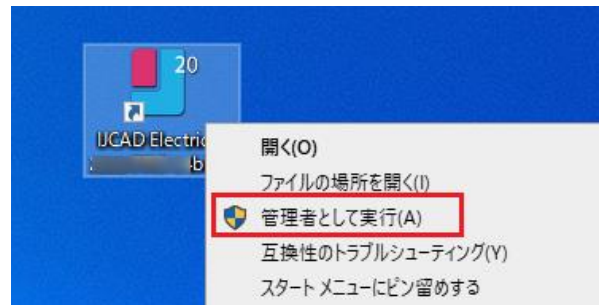 20
IJCAD Electric
開く(O)
ファイルの場所を開く(I)
管理者として実行(A)
互換性のトラブルシューティング(Y)
スタート メニューにピン留めする